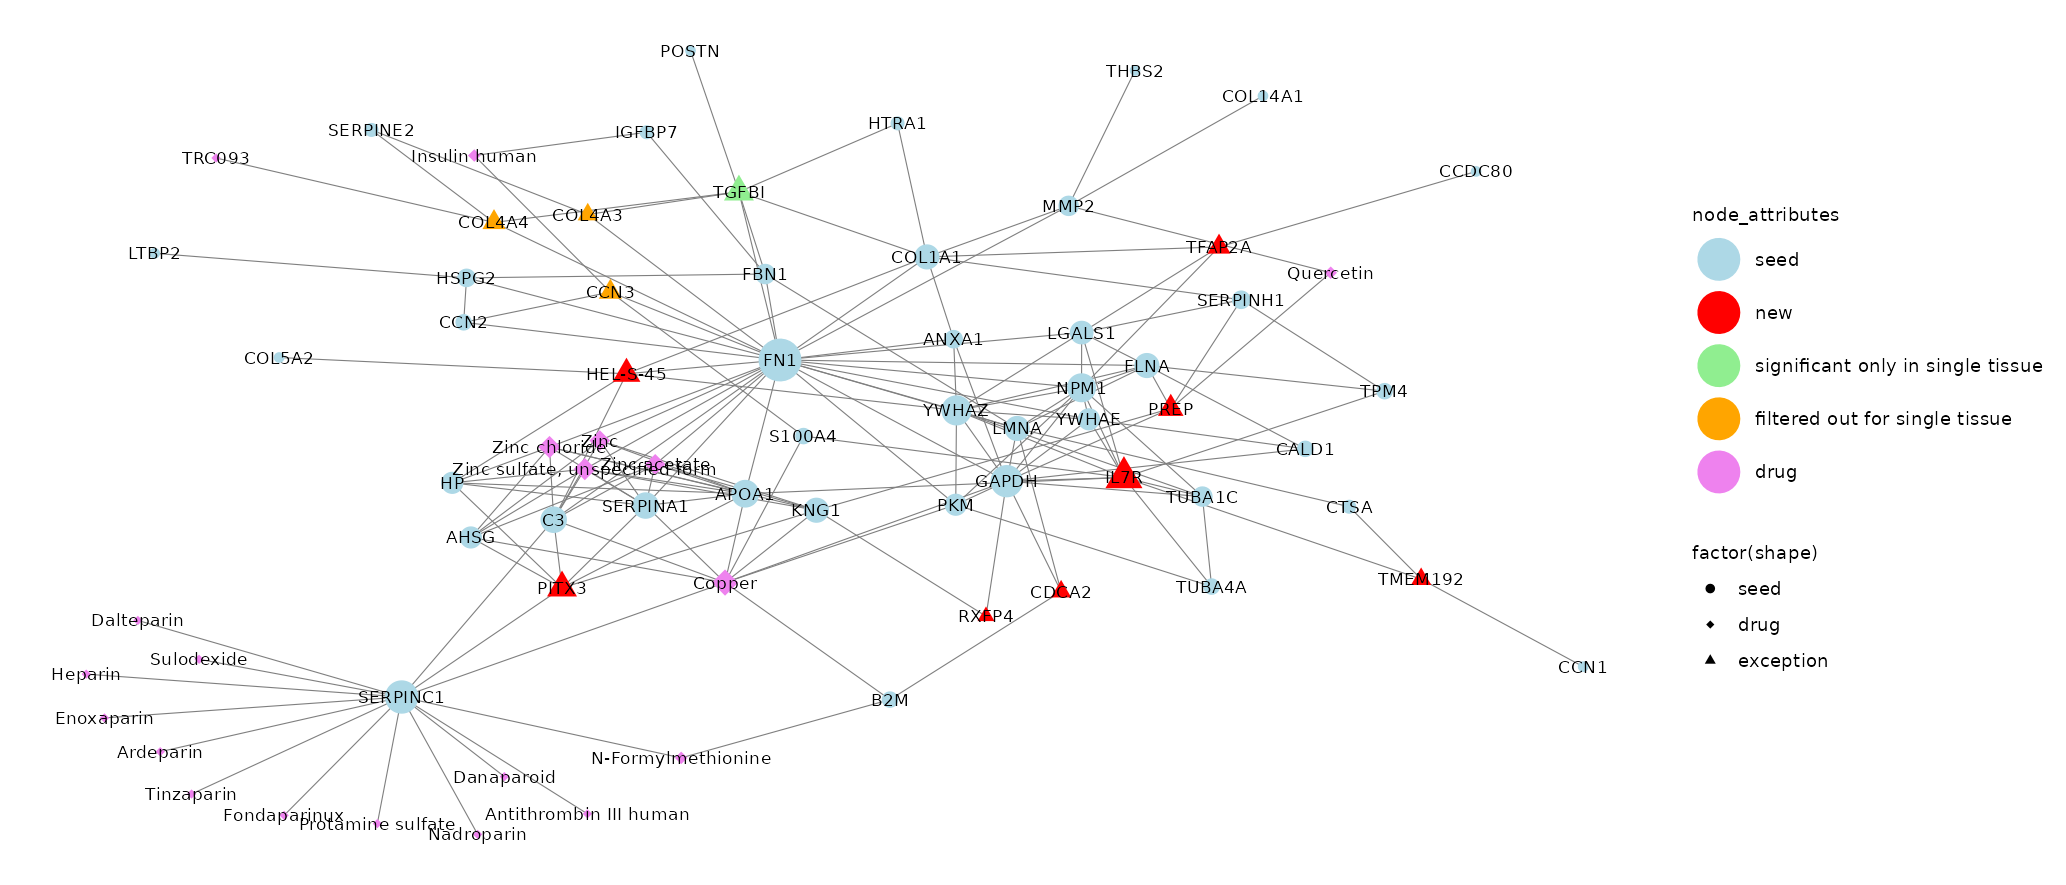 POSTN
THBS2
COL14A1
HTRA1
SERPINE2
IGFBP7
TRC093
Insulin human
CCDC80
TGFBI
MMP2
COL4A3
COL4A4
TFAP2A
LTBP2
COL1A1
HSPG2
FBN1
Quercetin
CCN3
SERPINH1
CCN2
LGALS1
ANXA1
COL5A2
FN1
FLNA
HEL-S-45
NPM1
TPM4
YWHAZ
PREP
YWHAE
LMNA
S100A4
Zinc
Zinc chloride
CALD1
Zinc acetate
Zinc sulfate, unspecified form
HP
GAPDH
IL7R
APOA1
TUBA1C
SERPINA1
PKM
CTSA
KNG1
C3
AHSG
TMEM192
Copper
PITX3
TUBA4A
CDCA2
RXFP4
Dalteparin
Sulodexide
CCN1
Heparin
SERPINC1
B2M
Enoxaparin
Ardeparin
N-Formylmethionine
Danaparoid
Tinzaparin
Antithrombin III human
Fondaparinux
Protamine sulfate
Nadroparin
node_attributes
seed
new
significant only in single tissue
filtered out for single tissue
drug
factor(shape)
seed
drug
exception